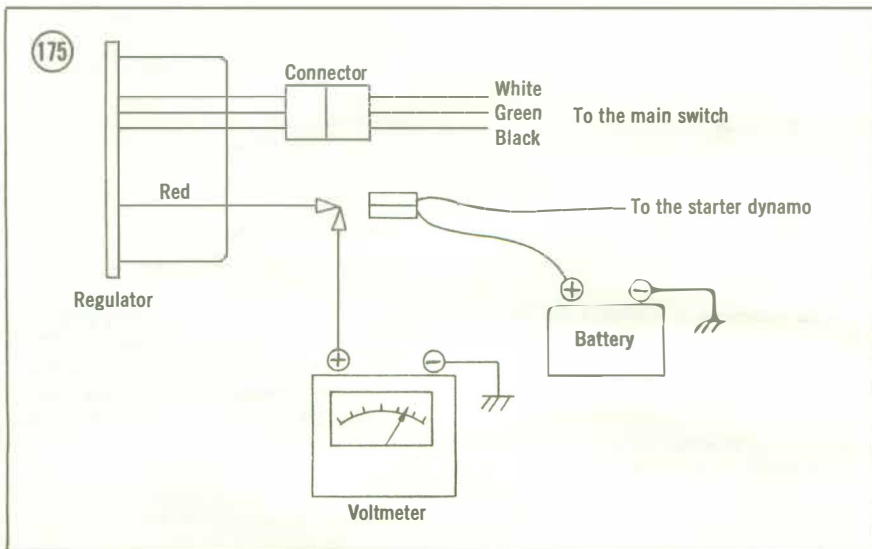 175
Connector
White
Green
Black
To the main switch
Red
To the starter dynamo
Regulator
+
−
Battery
+
−
Voltmeter